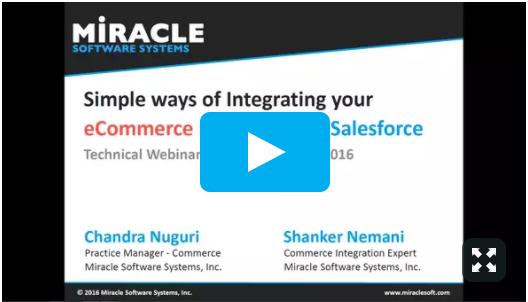 MiRACLE
SOFTWARE SYSTEMS
Simple ways of Integrating your
eCommerce Salesforce
Technical Webinar 2016
Chandra Nuguri Shanker Nemani
Practice Manager - Commerce Commerce Integration Expert
Miracle Software Systems, Inc. Miracle Software Systems, Inc.
© 2016 Miracle Software Systems, Inc. www.miraclesoft.com